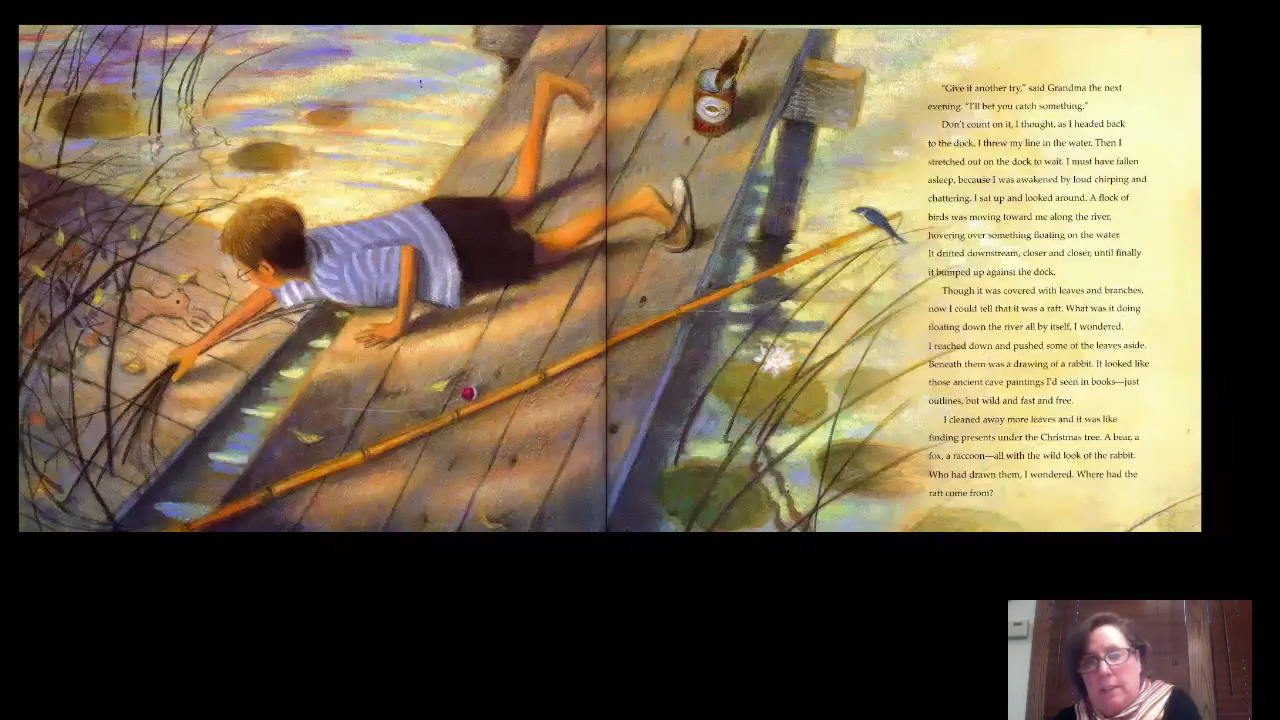 "Give it another try," said Grandma the next
evening. "I'll bet you catch something."
Don't count on it, I thought, as I headed back
to the dock. I threw my line in the water. Then I
stretched out on the dock to wait. I must have fallen
asleep, because I was awakened by loud chirping and
chattering. I sat up and looked around. A flock of
birds was moving toward me along the river,
hovering over something floating on the water.
It drifted downstream, closer and closer, until finally
it bumped up against the dock.
Though it was covered with leaves and branches,
now I could tell that it was a raft. What was it doing
floating down the river all by itself, I wondered.
I reached down and pushed some of the leaves aside.
Beneath them was a drawing of a rabbit. It looked like
those ancient cave paintings I'd seen in books—just
outlines, but wild and fast and free.
I cleaned away more leaves and it was like
finding presents under the Christmas tree. A bear, a
fox, a raccoon—all with the wild look of the rabbit.
Who had drawn them, I wondered. Where had the
raft come from?